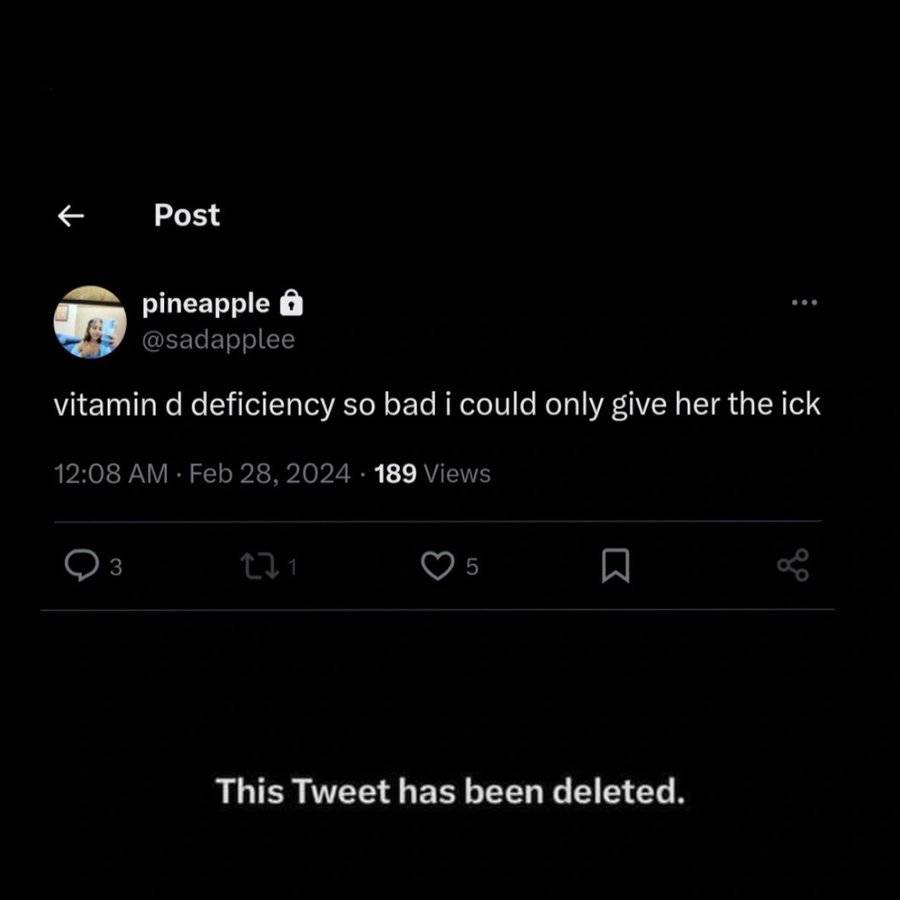 Post
pineapple
@sadapplee
vitamin d deficiency so bad i could only give her the ick
12:08 AM · Feb 28, 2024 · 189 Views
3 1 5
This Tweet has been deleted.